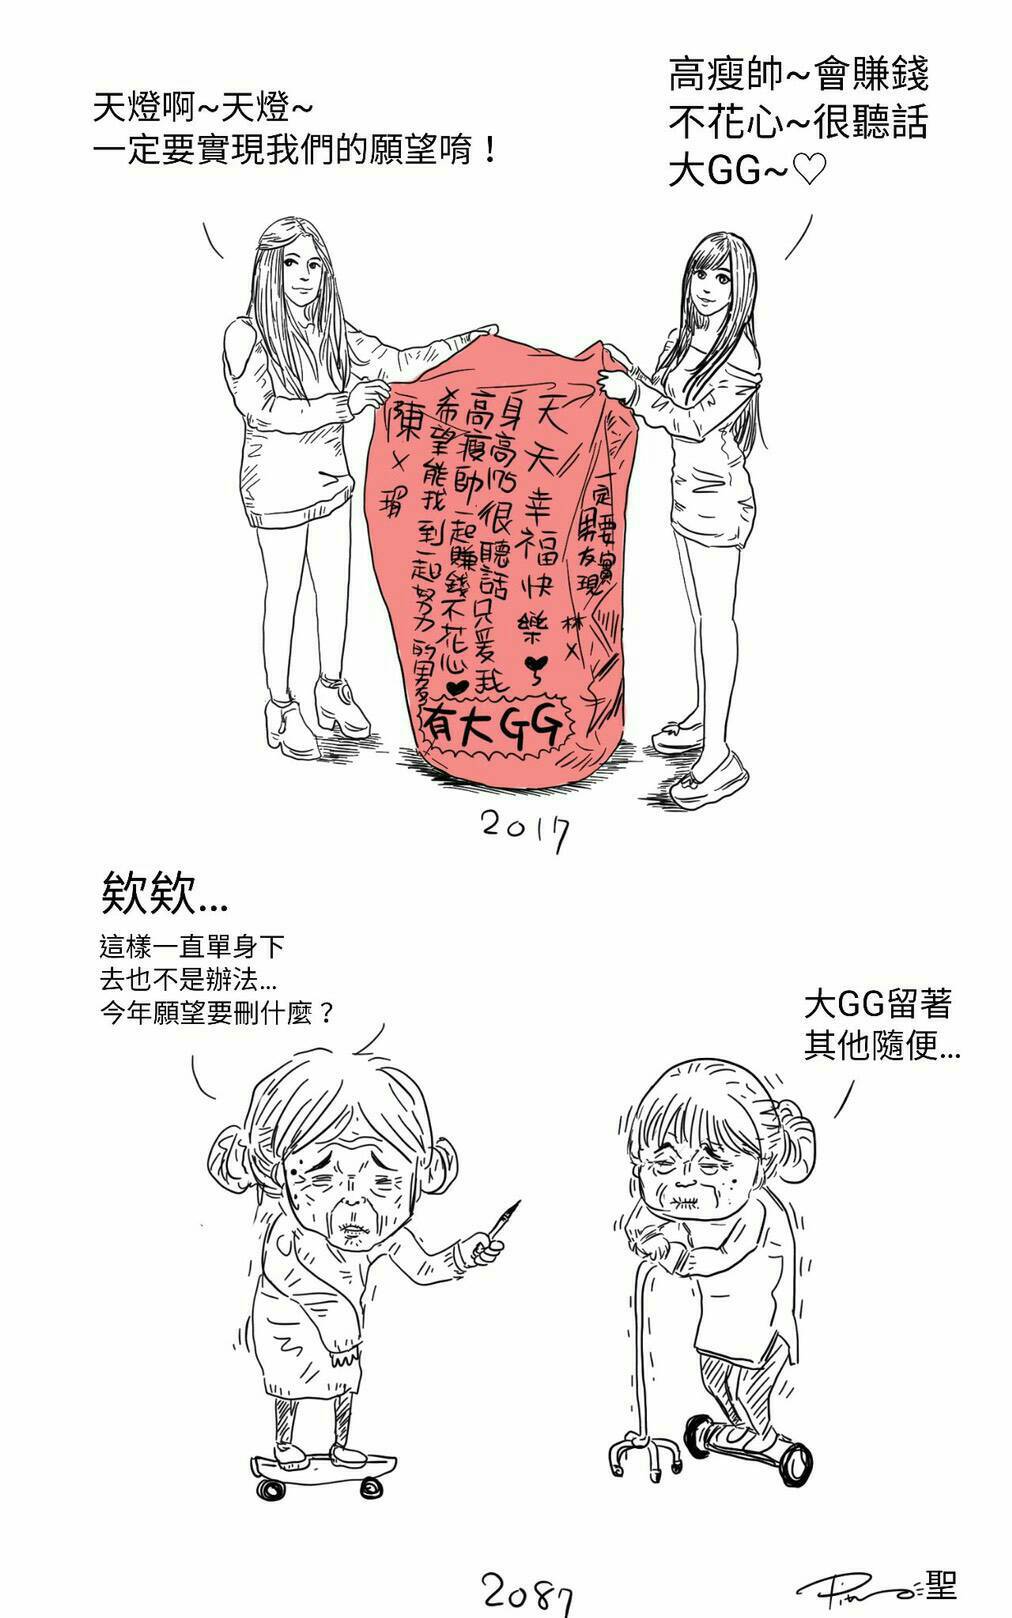 天燈啊~天燈~
一定要實現我們的願望唷！
高瘦帥~會賺錢
不花心~很聽話
大GG~♡
一定要實現
男友
林X
天天幸福快樂
身高175很聽話只爱我
高瘦帥一起賺錢不花心
希望能找到一起努力的男友
陳X瑂
有大GG
2017
欸欸...
這樣一直單身下
去也不是辦法...
今年願望要刪什麼？
大GG留著
其他隨便...
2087
聖